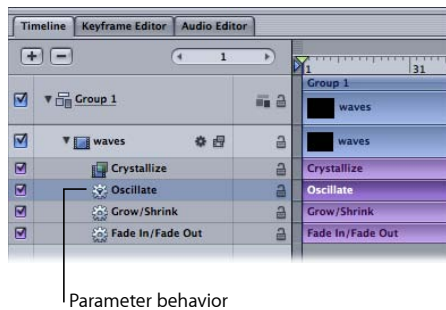 Timeline Keyframe Editor Audio Editor
1
1 31
Group 1
Group 1
waves
waves
waves
Crystallize Crystallize
Oscillate Oscillate
Grow/Shrink Grow/Shrink
Fade In/Fade Out Fade In/Fade Out
Parameter behavior